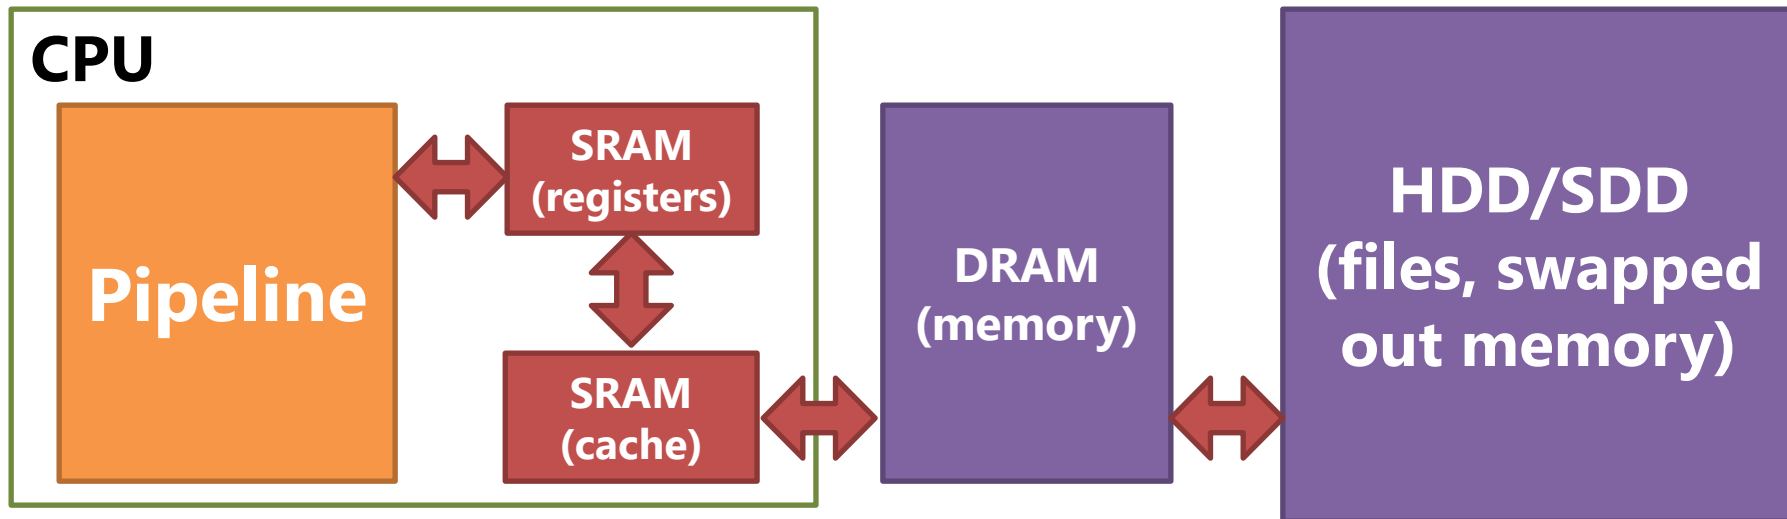 CPU
Pipeline
SRAM
(registers)
SRAM
(cache)
DRAM
(memory)
HDD/SDD
(files, swapped
out memory)